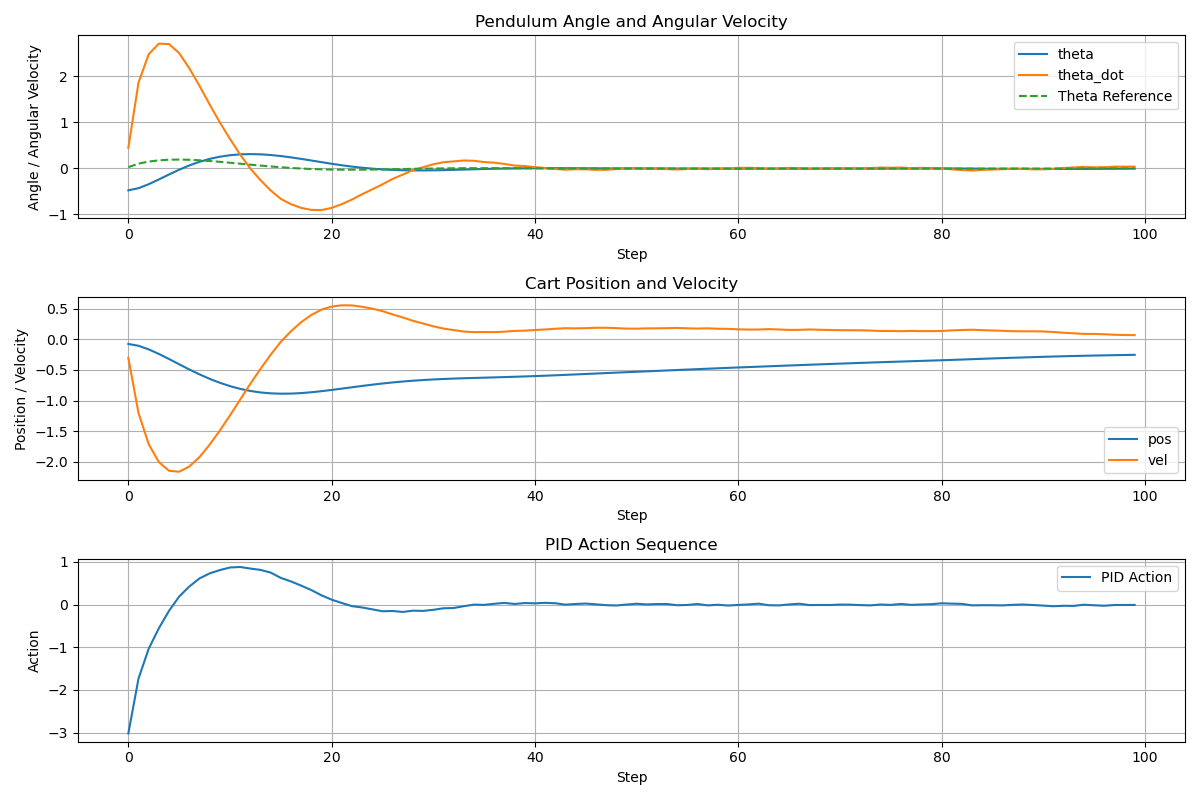 Pendulum Angle and Angular Velocity
Angle / Angular Velocity
2
1
0
−1
theta
theta_dot
Theta Reference
0 20 40 60 80 100
Step
Cart Position and Velocity
Position / Velocity
0.5
0.0
−0.5
−1.0
−1.5
−2.0
pos
vel
0 20 40 60 80 100
Step
PID Action Sequence
Action
1
0
−1
−2
−3
PID Action
0 20 40 60 80 100
Step